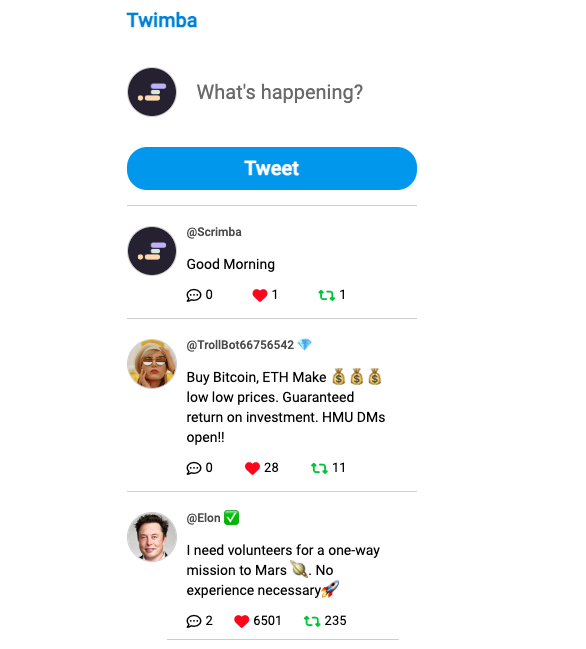 Twimba
What's happening?
Tweet
@Scrimba
Good Morning
0 1 1
@TrollBot66756542 💎
Buy Bitcoin, ETH Make 💰💰💰
low low prices. Guaranteed
return on investment. HMU DMs
open!!
0 28 11
@Elon ✅
I need volunteers for a one-way
mission to Mars 🪐. No
experience necessary🚀
2 6501 235